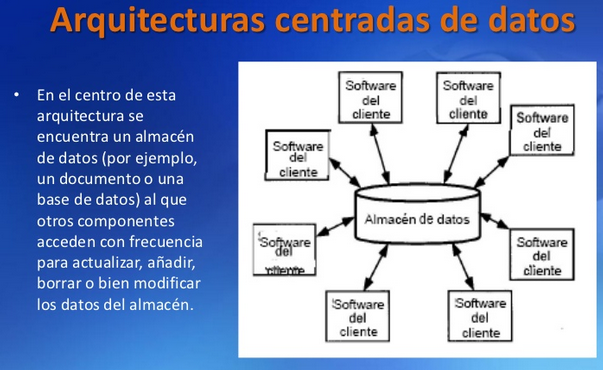 Arquitecturas centradas de datos
• En el centro de esta
arquitectura se
encuentra un almacén
de datos (por ejemplo,
un documento o una
base de datos) al que
otros componentes
acceden con frecuencia
para actualizar, añadir,
borrar o bien modificar
los datos del almacén.
Software
del
cliente
Software
del
cliente
Software
del
cliente
Software
del
cliente
Almacén de datos
Software
del
cliente
Software
del
cliente
Software
del
cliente
Software
del
cliente